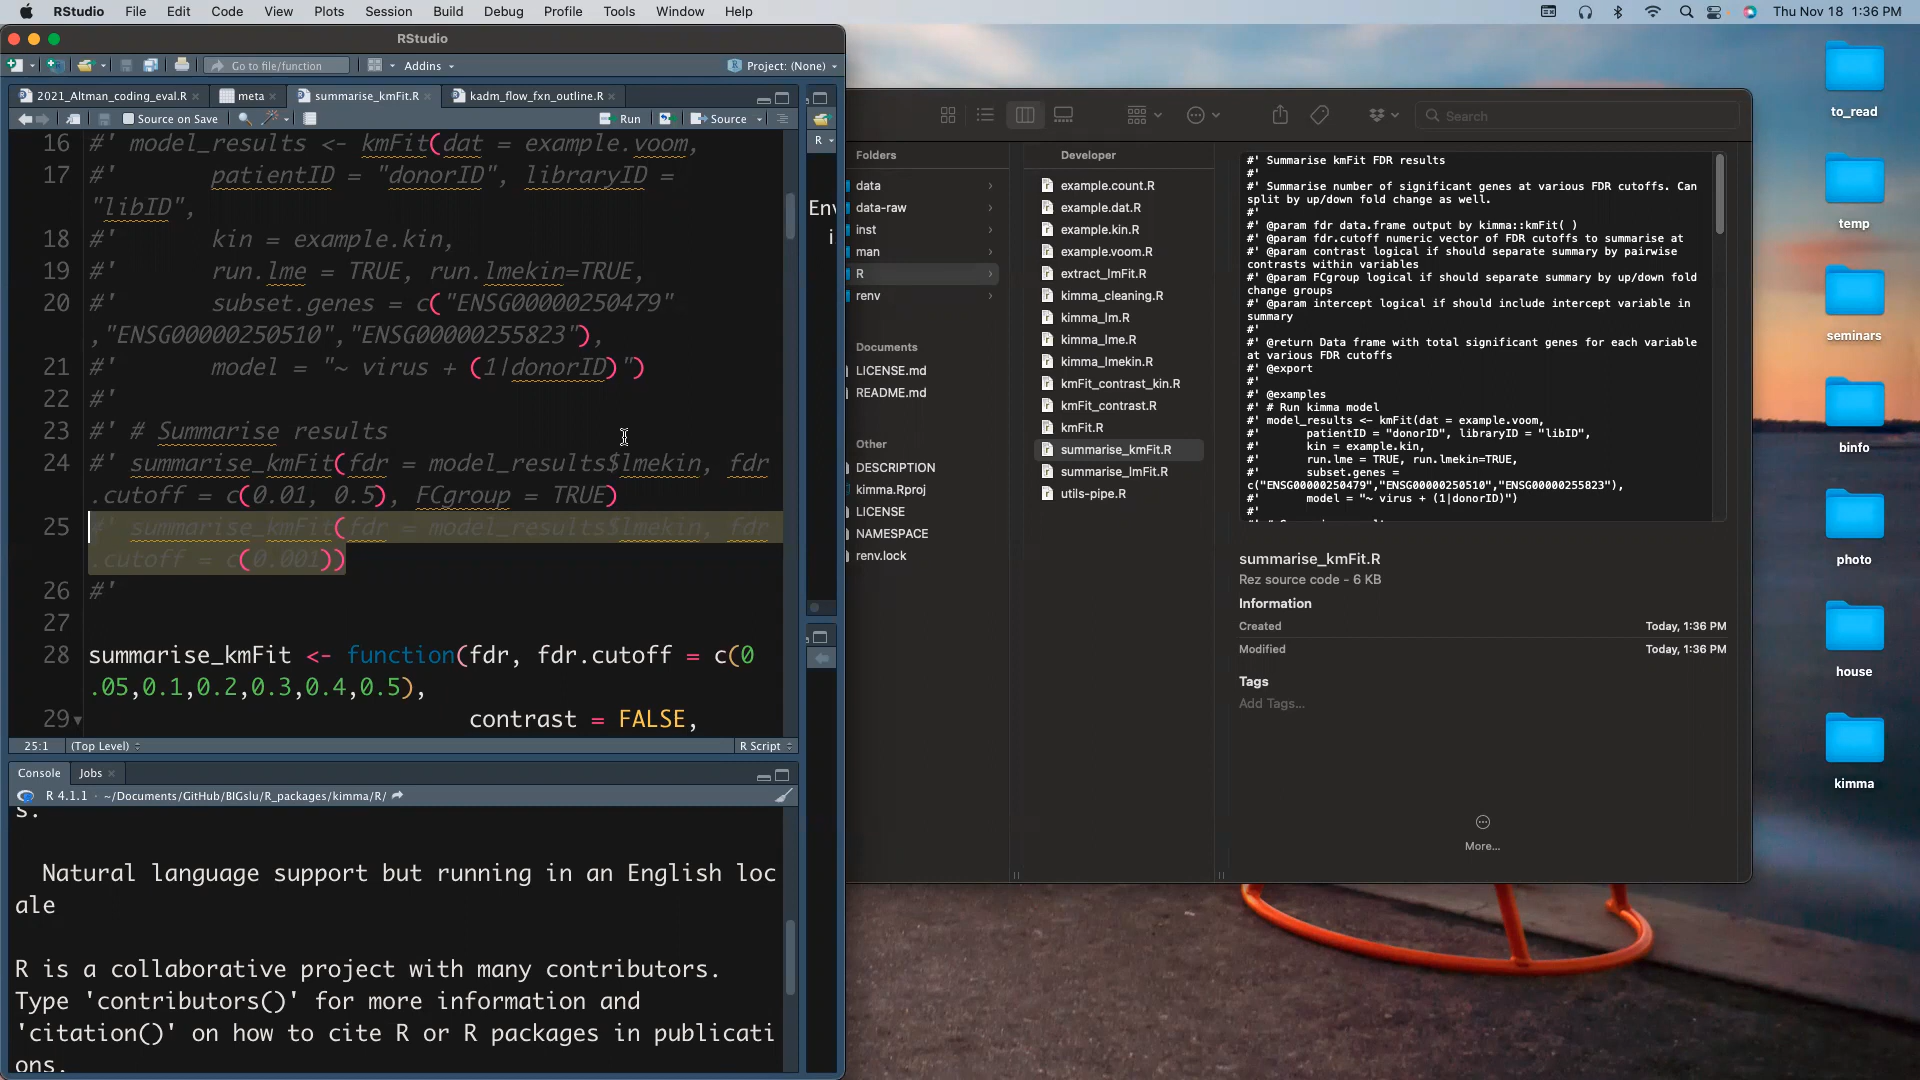 RStudio File Edit Code View Plots Session Build Debug Profile Tools Window Help
Thu Nov 18 1:36 PM
RStudio
Go to file/function
Addins
Project: (None)
2021_Altman_coding_eval.R
meta
summarise_kmFit.R
kadm_flow_fxn_outline.R
Source on Save
Run
Source
16 #' model_results <- kmFit(dat = example.voom,
17 #'       patientID = "donorID", libraryID =
"libID",
18 #'       kin = example.kin,
19 #'       run.lme = TRUE, run.lmekin=TRUE,
20 #'       subset.genes = c("ENSG00000250479"
,"ENSG00000250510","ENSG00000255823"),
21 #'       model = "~ virus + (1|donorID)")
22 #'
23 #' # Summarise results
24 #' summarise_kmFit(fdr = model_results$lmekin, fdr
.cutoff = c(0.01, 0.5), FCgroup = TRUE)
25 #' summarise_kmFit(fdr = model_results$lmekin, fdr
.cutoff = c(0.001))
26 #'
27
28 summarise_kmFit <- function(fdr, fdr.cutoff = c(0
.05,0.1,0.2,0.3,0.4,0.5),
29 contrast = FALSE,
25:1 (Top Level)
R Script
Console Jobs
R 4.1.1 · ~/Documents/GitHub/BIGslu/R_packages/kimma/R/
s.
Natural language support but running in an English loc
ale
R is a collaborative project with many contributors.
Type 'contributors()' for more information and
'citation()' on how to cite R or R packages in publicati
ons.
R
Env
i
Search
Folders
data
data-raw
inst
man
R
renv
Documents
LICENSE.md
README.md
Other
DESCRIPTION
kimma.Rproj
LICENSE
NAMESPACE
renv.lock
Developer
example.count.R
example.dat.R
example.kin.R
example.voom.R
extract_lmFit.R
kimma_cleaning.R
kimma_lm.R
kimma_lme.R
kimma_lmekin.R
kmFit_contrast_kin.R
kmFit_contrast.R
kmFit.R
summarise_kmFit.R
summarise_lmFit.R
utils-pipe.R
#' Summarise kmFit FDR results
#'
#' Summarise number of significant genes at various FDR cutoffs. Can
split by up/down fold change as well.
#'
#' @param fdr data.frame output by kimma::kmFit( )
#' @param fdr.cutoff numeric vector of FDR cutoffs to summarise at
#' @param contrast logical if should separate summary by pairwise
contrasts within variables
#' @param FCgroup logical if should separate summary by up/down fold
change groups
#' @param intercept logical if should include intercept variable in
summary
#'
#' @return Data frame with total significant genes for each variable
at various FDR cutoffs
#' @export
#'
#' @examples
#' # Run kimma model
#' model_results <- kmFit(dat = example.voom,
#'       patientID = "donorID", libraryID = "libID",
#'       kin = example.kin,
#'       run.lme = TRUE, run.lmekin=TRUE,
#'       subset.genes =
c("ENSG00000250479","ENSG00000250510","ENSG00000255823"),
#'       model = "~ virus + (1|donorID)")
#'
summarise_kmFit.R
Rez source code - 6 KB
Information
Created Today, 1:36 PM
Modified Today, 1:36 PM
Tags
Add Tags...
More...
to_read
temp
seminars
binfo
photo
house
kimma